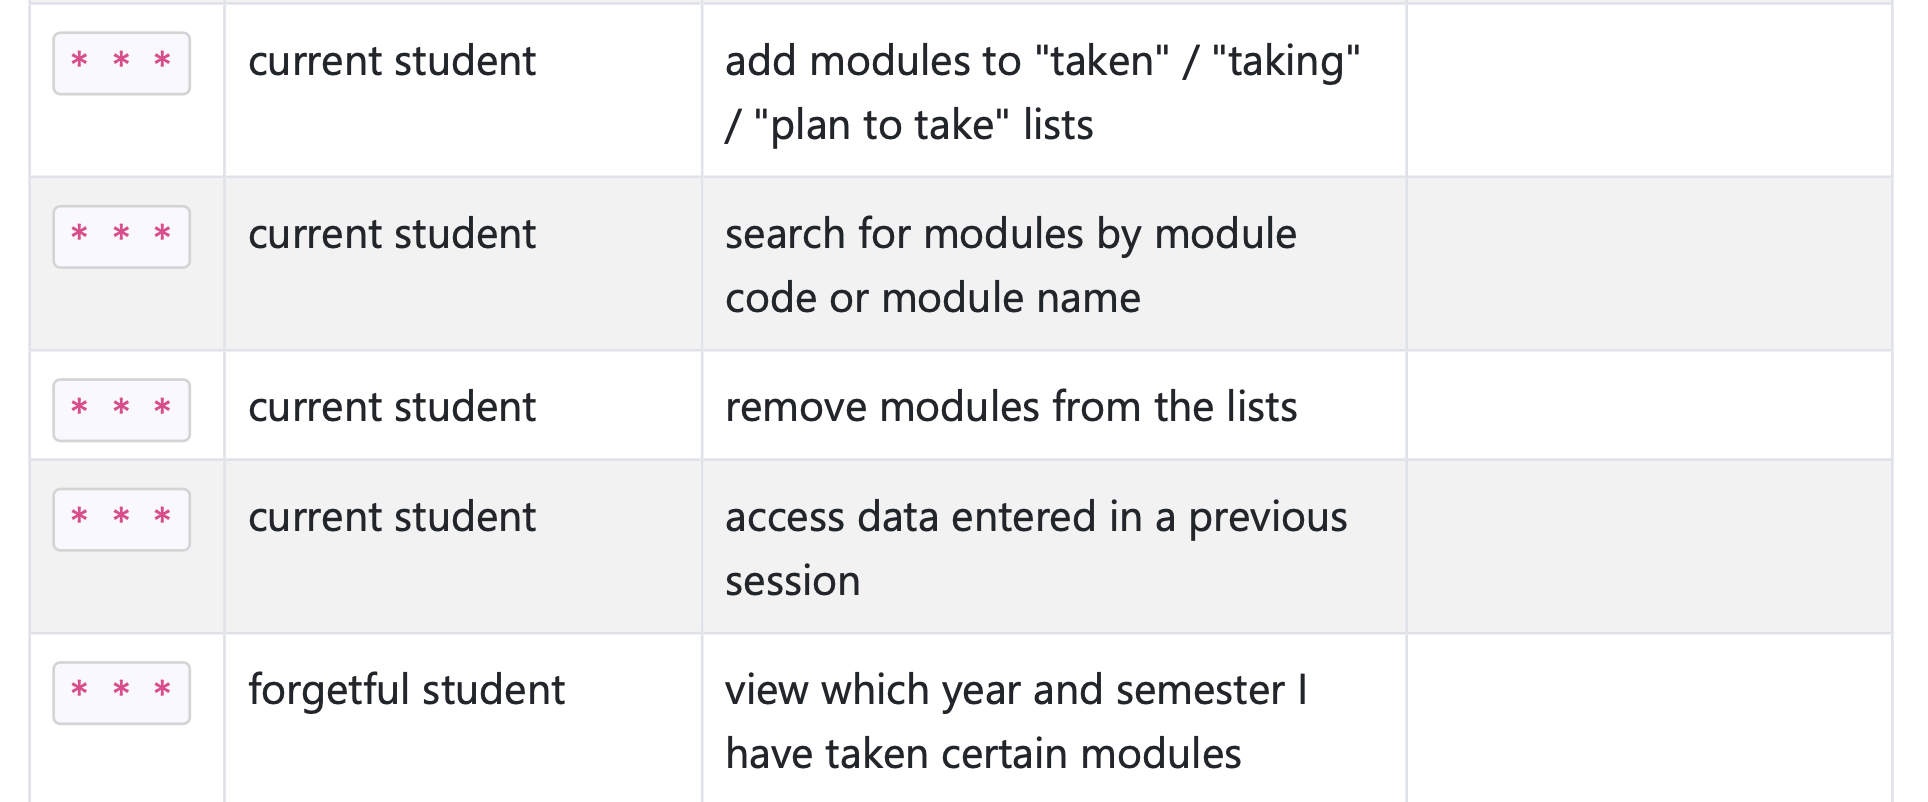 * * * current student add modules to "taken" / "taking"
/ "plan to take" lists
* * * current student search for modules by module
code or module name
* * * current student remove modules from the lists
* * * current student access data entered in a previous
session
* * * forgetful student view which year and semester I
have taken certain modules